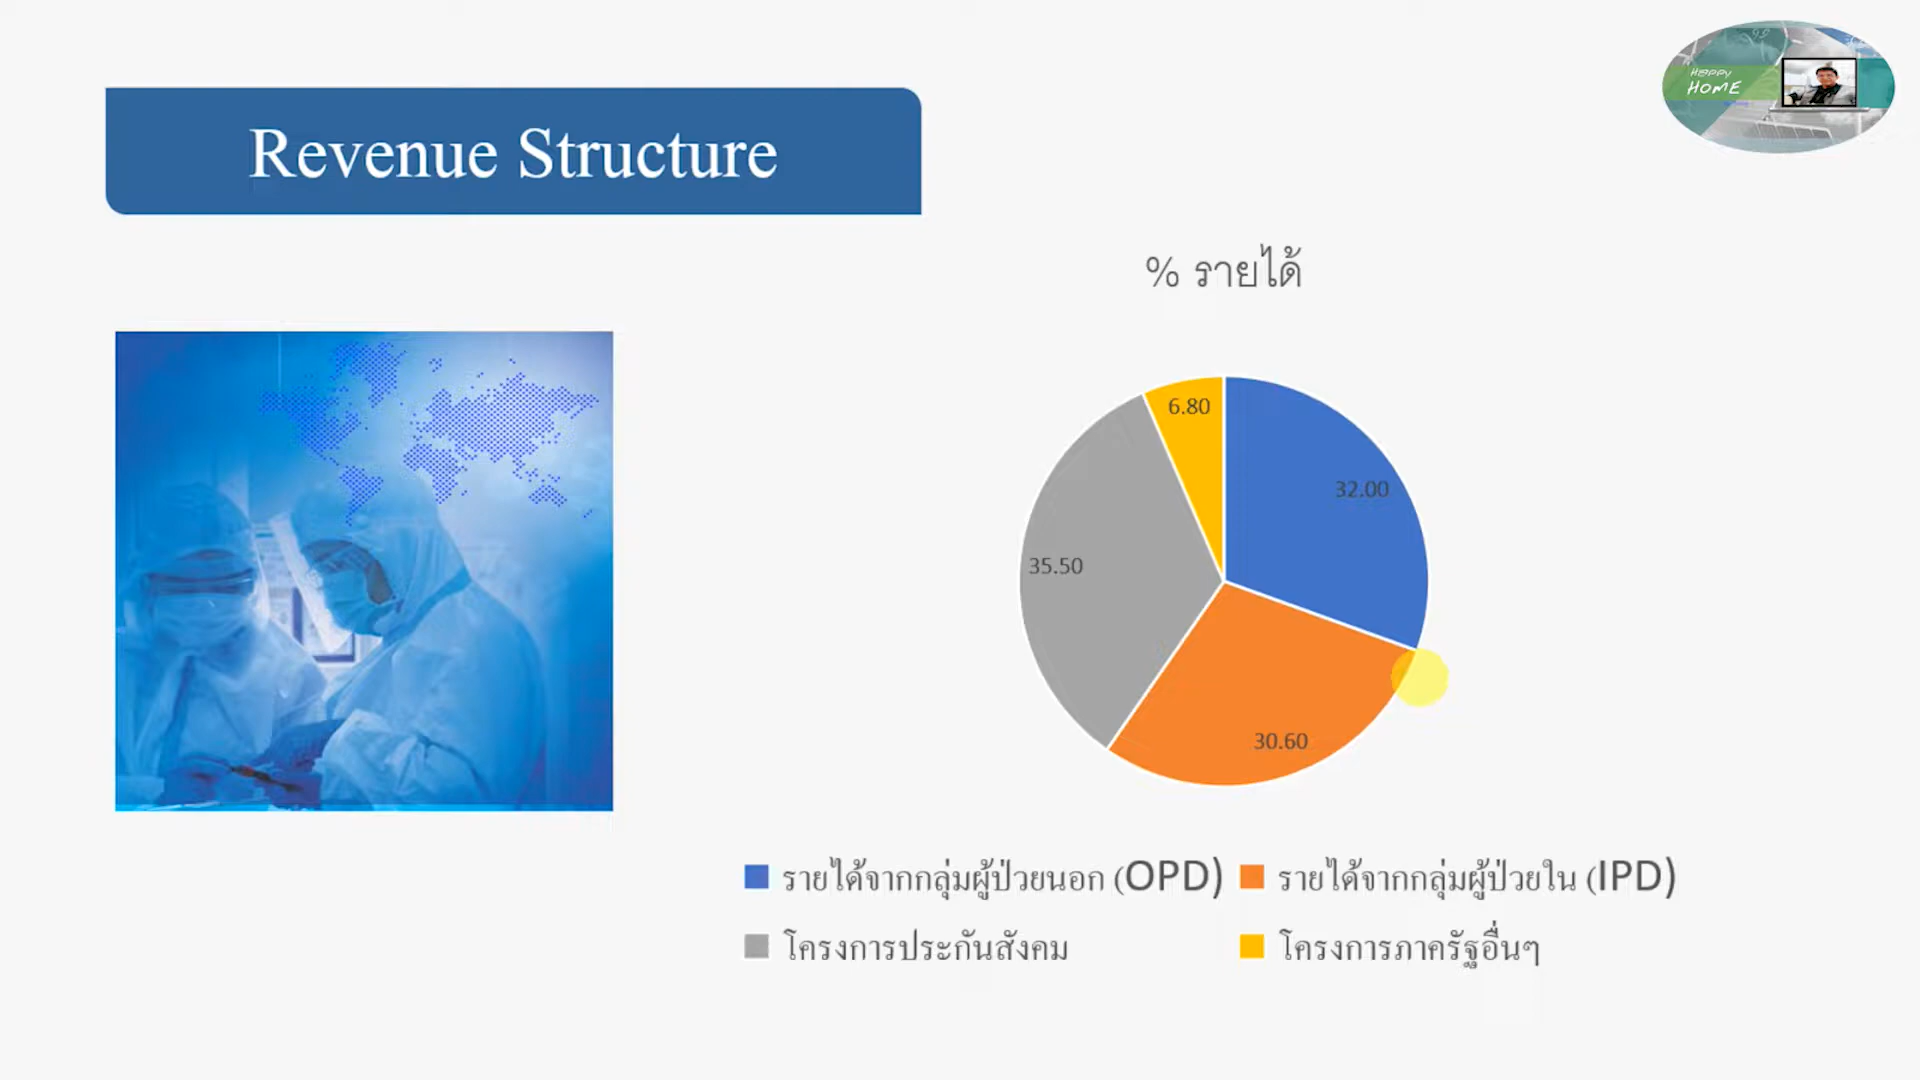 HAPPY
HOME
Revenue Structure
% รายได้
6.80
32.00
35.50
30.60
รายได้จากกลุ่มผู้ป่วยนอก (OPD)
รายได้จากกลุ่มผู้ป่วยใน (IPD)
โครงการประกันสังคม
โครงการภาครัฐอื่นๆ